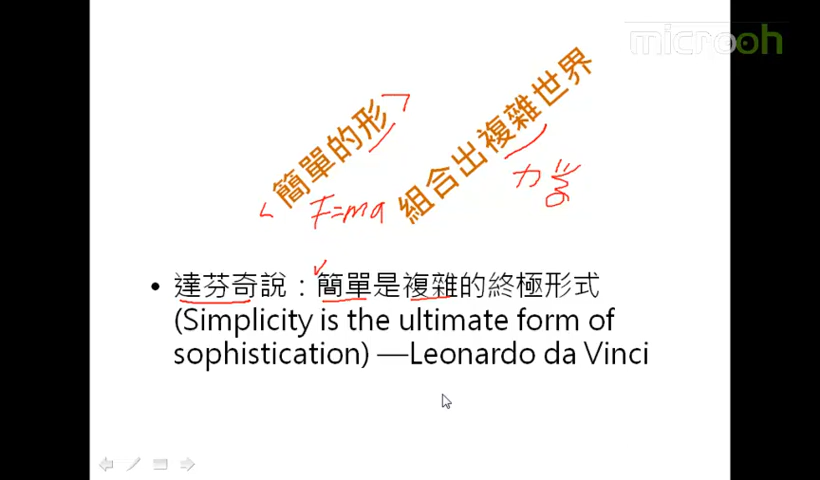 microoh
簡單的形
組合出複雜世界
F=ma
力學
• 達芬奇說：簡單是複雜的終極形式
(Simplicity is the ultimate form of
sophistication) —Leonardo da Vinci